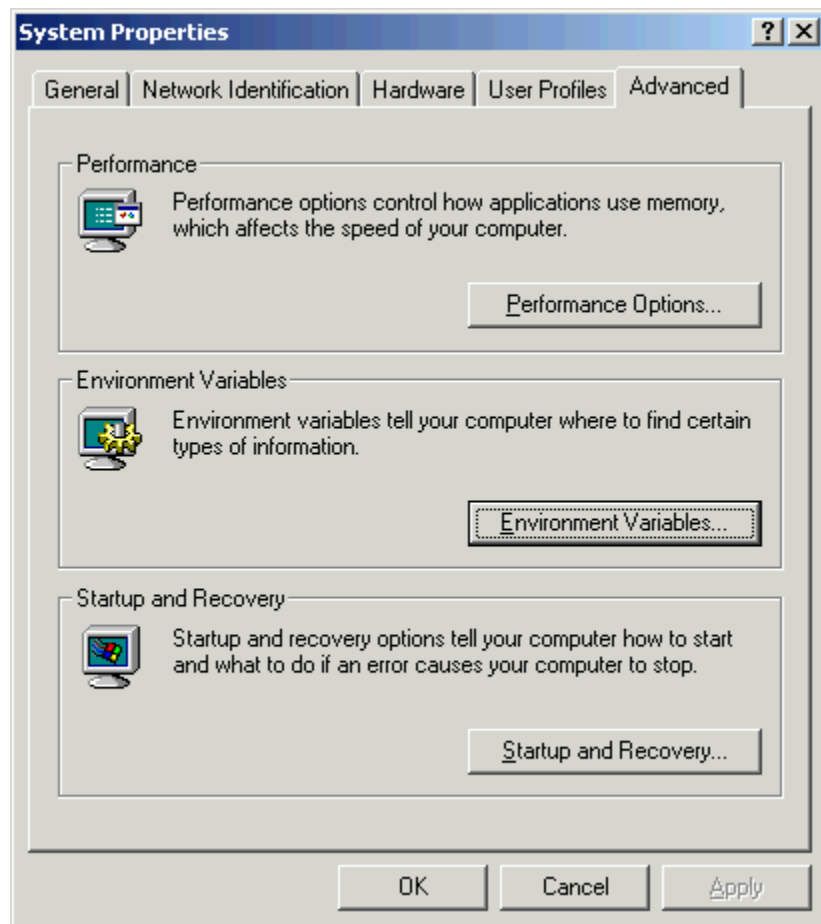 System Properties
General Network Identification Hardware User Profiles Advanced
Performance
Performance options control how applications use memory,
which affects the speed of your computer.
Performance Options...
Environment Variables
Environment variables tell your computer where to find certain
types of information.
Environment Variables...
Startup and Recovery
Startup and recovery options tell your computer how to start
and what to do if an error causes your computer to stop.
Startup and Recovery...
OK Cancel Apply